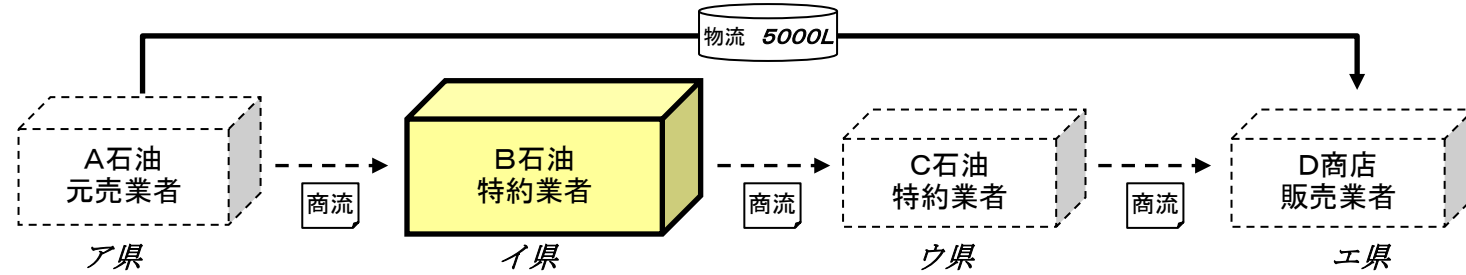 物流 5000L
A石油
元売業者
商流
B石油
特約業者
商流
C石油
特約業者
商流
D商店
販売業者
ア県
イ県
ウ県
エ県